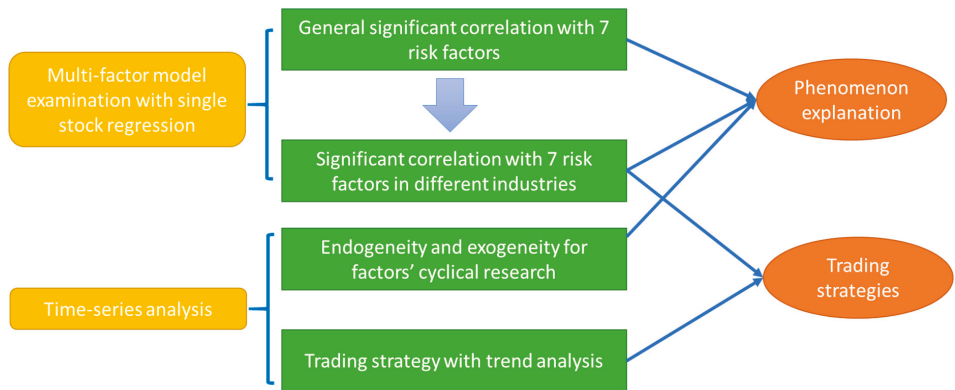 Multi-factor model
examination with single
stock regression
General significant correlation with 7
risk factors
Significant correlation with 7 risk
factors in different industries
Phenomenon
explanation
Time-series analysis
Endogeneity and exogeneity for
factors’ cyclical research
Trading strategy with trend analysis
Trading
strategies